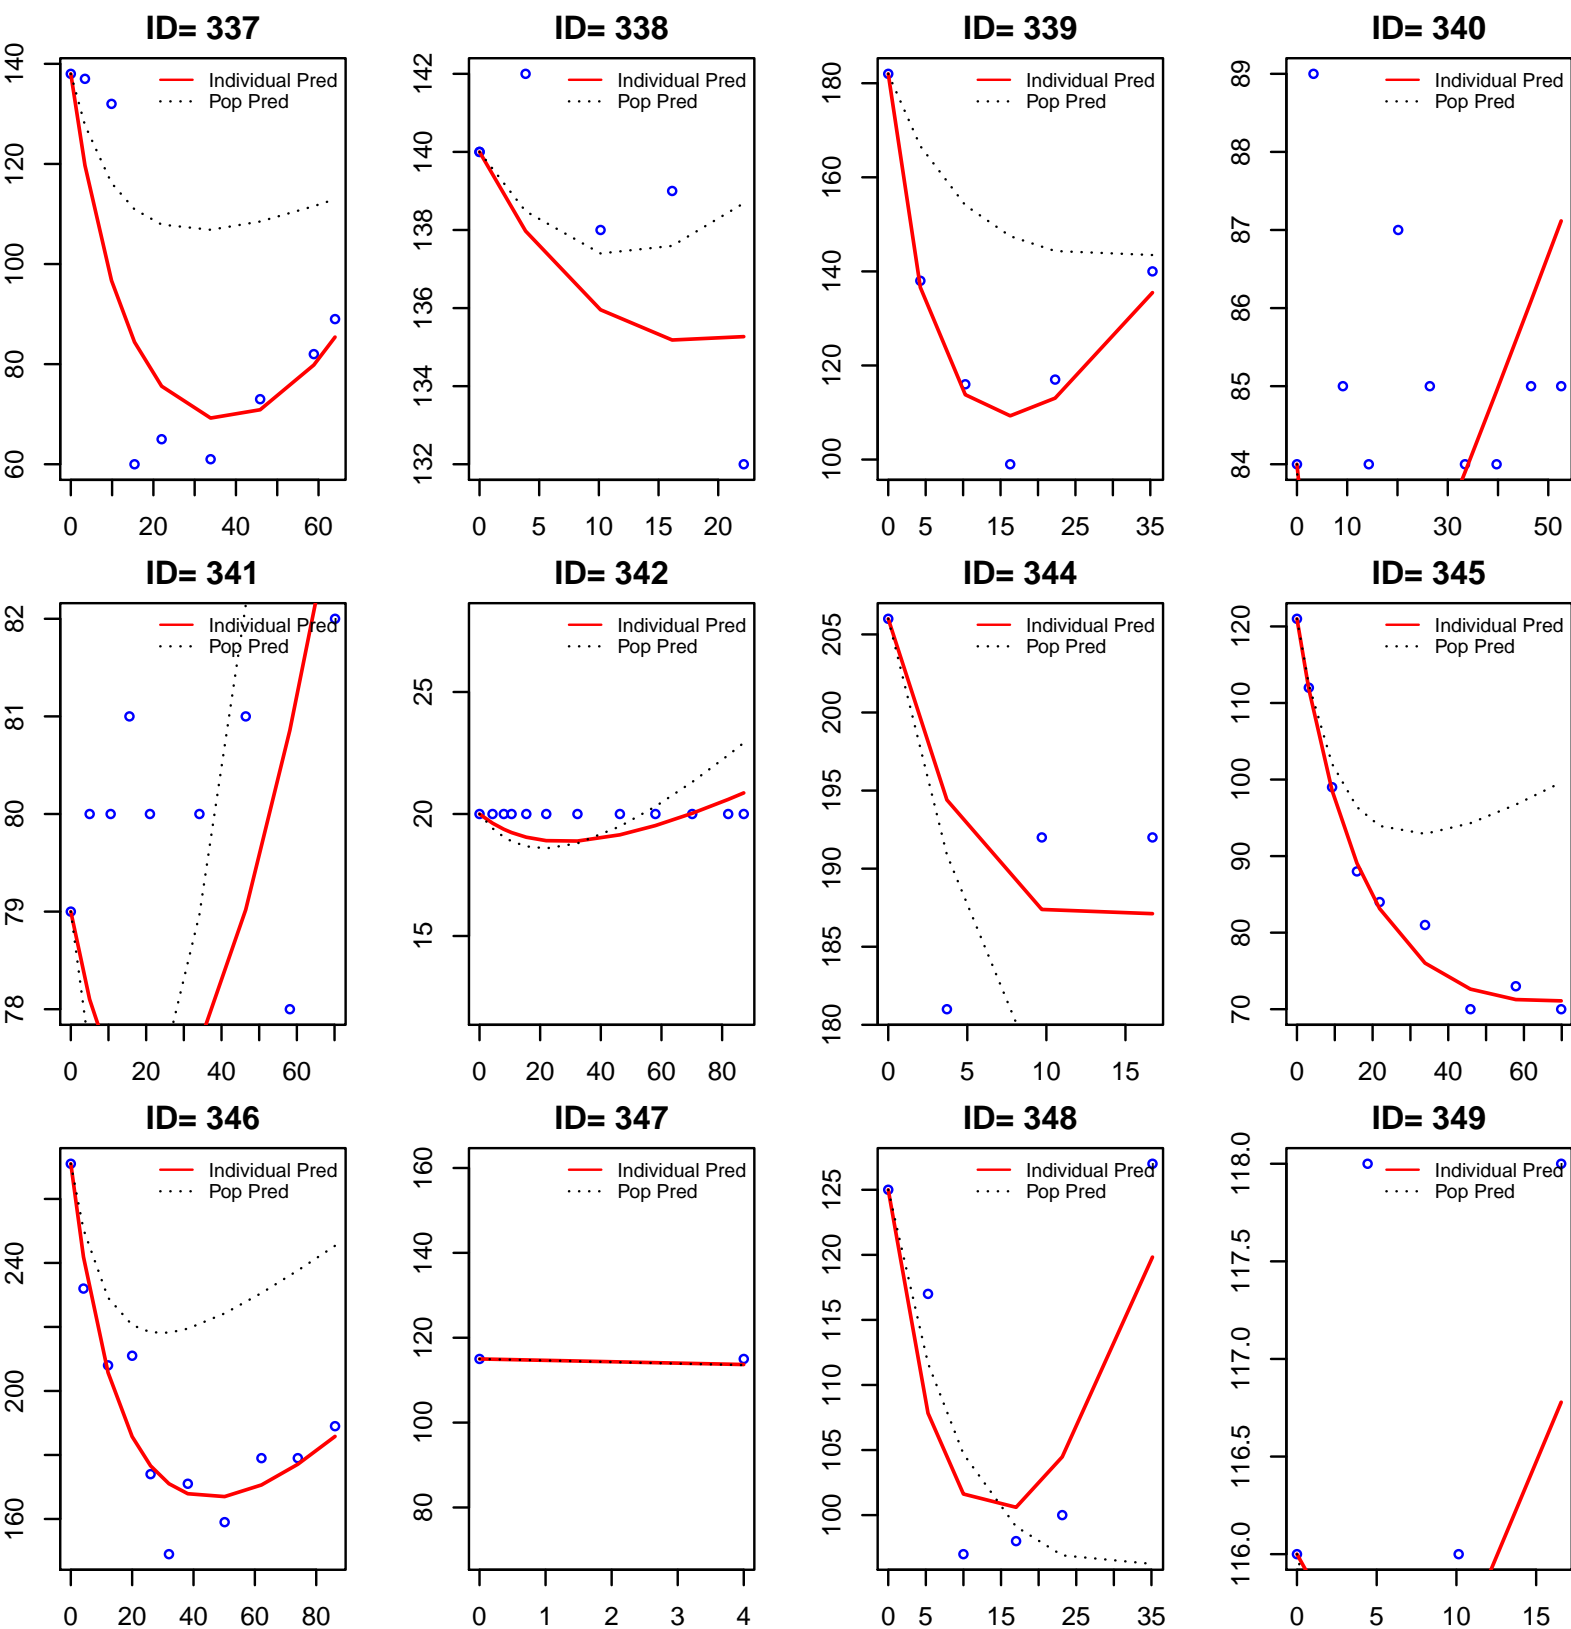 ID= 337
Individual Pred
Pop Pred
60 80 100 120 140
0 20 40 60
ID= 338
Individual Pred
Pop Pred
132 134 136 138 140 142
0 5 10 15 20
ID= 339
Individual Pred
Pop Pred
100 120 140 160 180
0 5 15 25 35
ID= 340
Individual Pred
Pop Pred
84 85 86 87 88 89
0 10 30 50
ID= 341
Individual Pred
Pop Pred
78 79 80 81 82
0 20 40 60
ID= 342
Individual Pred
Pop Pred
15 20 25
0 20 40 60 80
ID= 344
Individual Pred
Pop Pred
180 185 190 195 200 205
0 5 10 15
ID= 345
Individual Pred
Pop Pred
70 80 90 100 110 120
0 20 40 60
ID= 346
Individual Pred
Pop Pred
160 200 240
0 20 40 60 80
ID= 347
Individual Pred
Pop Pred
80 100 120 140 160
0 1 2 3 4
ID= 348
Individual Pred
Pop Pred
100 105 110 115 120 125
0 5 15 25 35
ID= 349
Individual Pred
Pop Pred
116.0 116.5 117.0 117.5 118.0
0 5 10 15